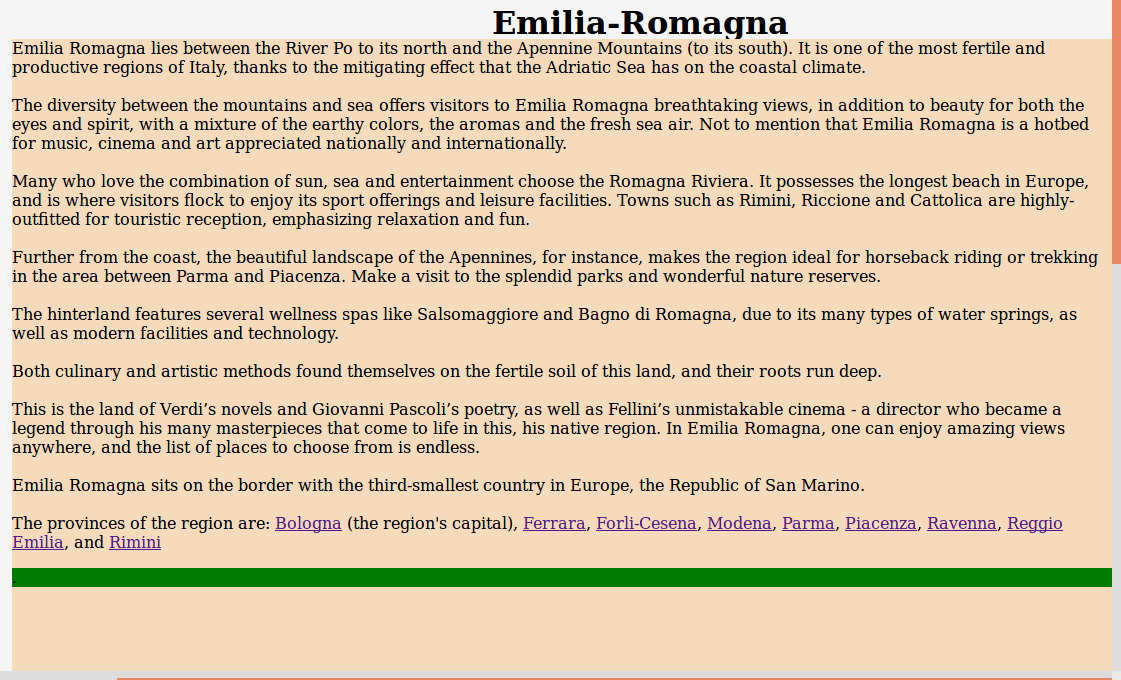 Emilia-Romagna
Emilia Romagna lies between the River Po to its north and the Apennine Mountains (to its south). It is one of the most fertile and
productive regions of Italy, thanks to the mitigating effect that the Adriatic Sea has on the coastal climate.
The diversity between the mountains and sea offers visitors to Emilia Romagna breathtaking views, in addition to beauty for both the
eyes and spirit, with a mixture of the earthy colors, the aromas and the fresh sea air. Not to mention that Emilia Romagna is a hotbed
for music, cinema and art appreciated nationally and internationally.
Many who love the combination of sun, sea and entertainment choose the Romagna Riviera. It possesses the longest beach in Europe,
and is where visitors flock to enjoy its sport offerings and leisure facilities. Towns such as Rimini, Riccione and Cattolica are highly-
outfitted for touristic reception, emphasizing relaxation and fun.
Further from the coast, the beautiful landscape of the Apennines, for instance, makes the region ideal for horseback riding or trekking
in the area between Parma and Piacenza. Make a visit to the splendid parks and wonderful nature reserves.
The hinterland features several wellness spas like Salsomaggiore and Bagno di Romagna, due to its many types of water springs, as
well as modern facilities and technology.
Both culinary and artistic methods found themselves on the fertile soil of this land, and their roots run deep.
This is the land of Verdi’s novels and Giovanni Pascoli’s poetry, as well as Fellini’s unmistakable cinema - a director who became a
legend through his many masterpieces that come to life in this, his native region. In Emilia Romagna, one can enjoy amazing views
anywhere, and the list of places to choose from is endless.
Emilia Romagna sits on the border with the third-smallest country in Europe, the Republic of San Marino.
The provinces of the region are: Bologna (the region's capital), Ferrara, Forli-Cesena, Modena, Parma, Piacenza, Ravenna, Reggio
Emilia, and Rimini
.